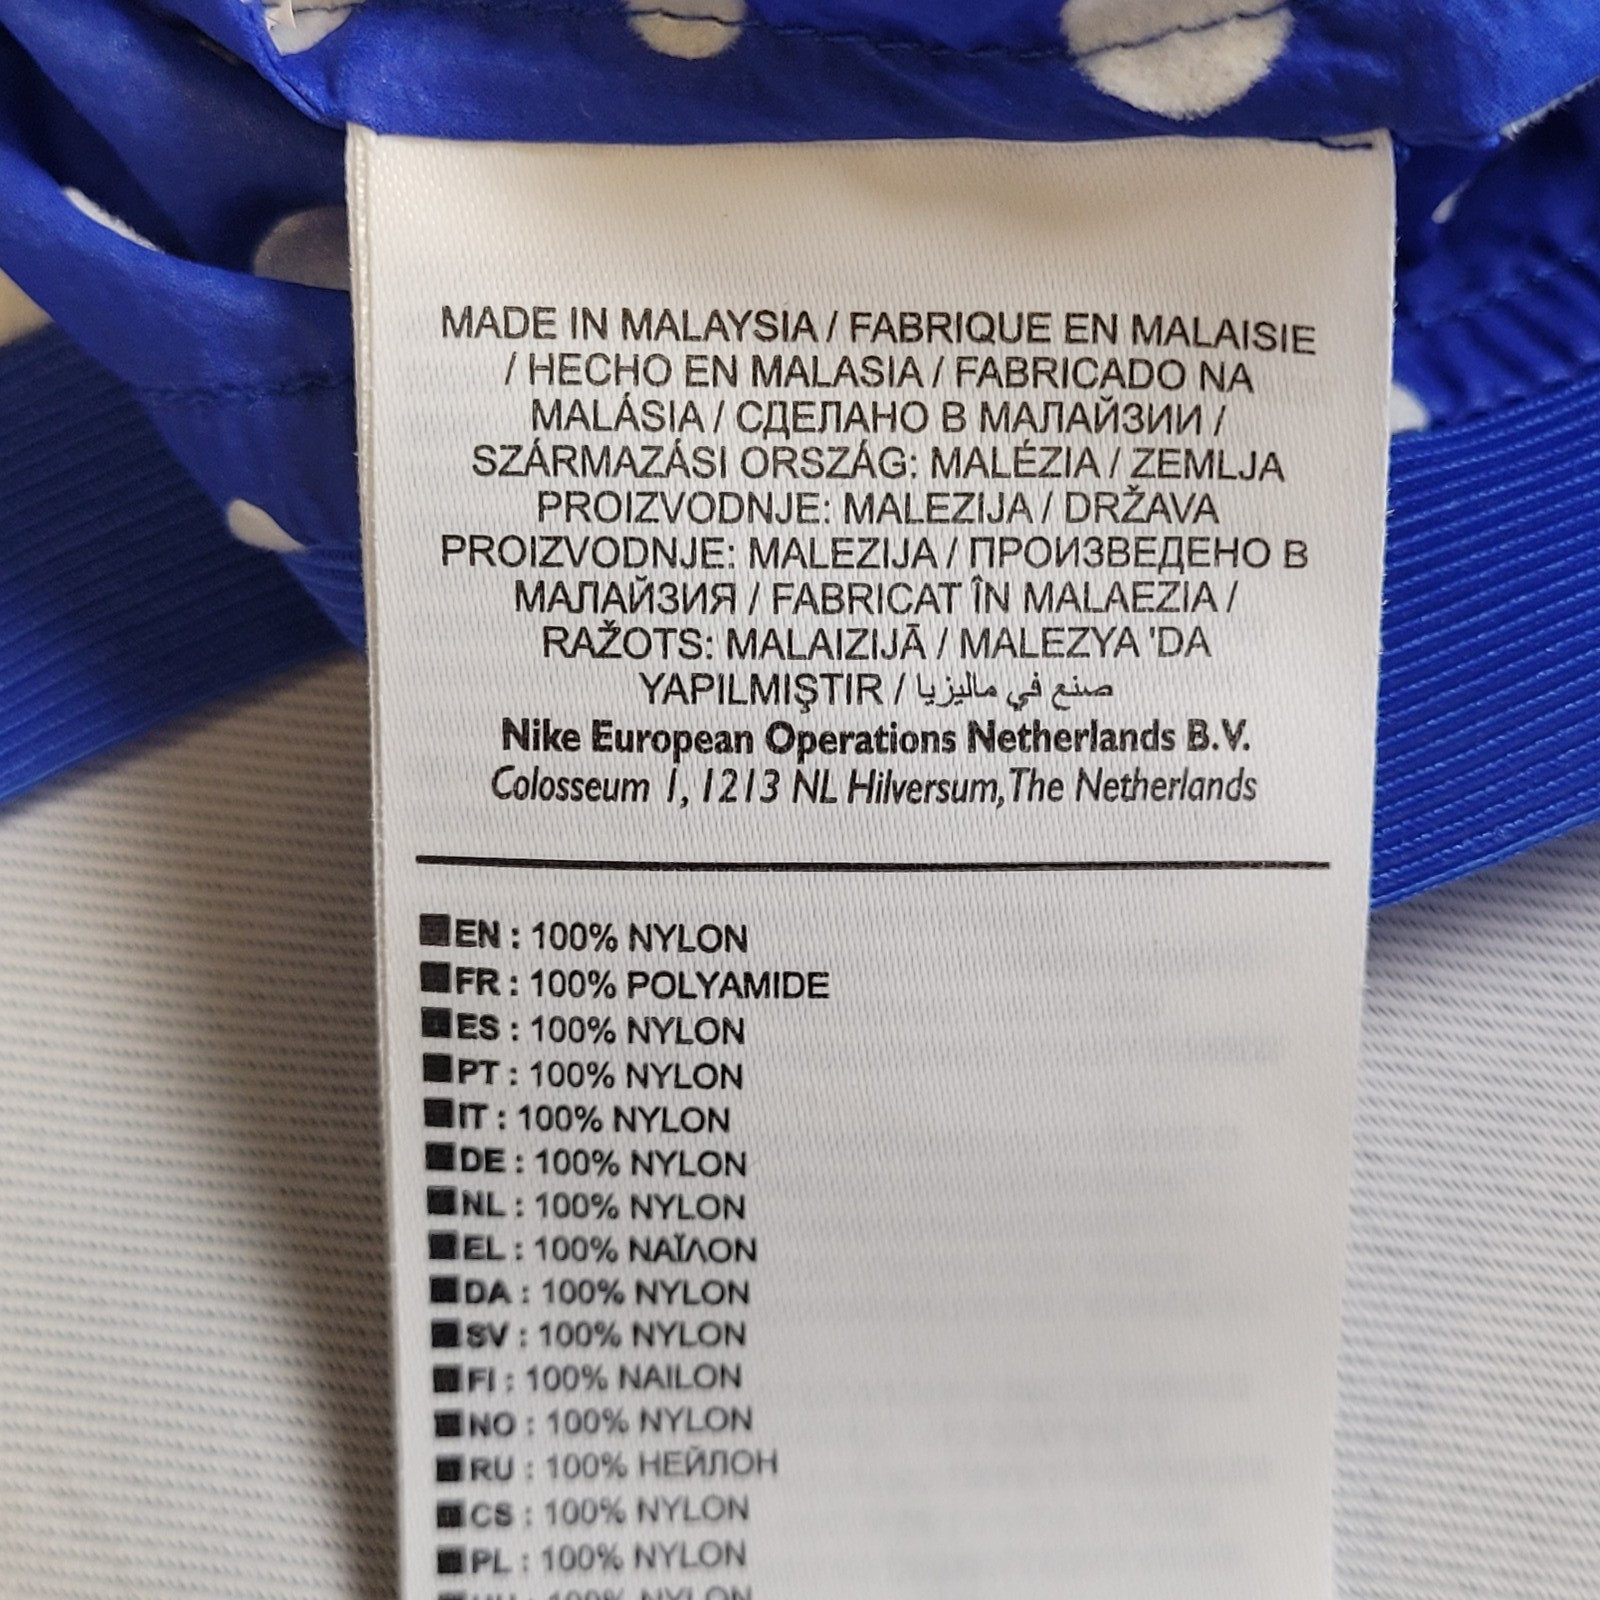 MADE IN MALAYSIA / FABRIQUE EN MALAISIE
/ HECHO EN MALASIA / FABRICADO NA
MALÁSIA / СДЕЛАНО В МАЛАЙЗИИ /
SZÁRMAZÁSI ORSZÁG: MALÉZIA / ZEMLJA
PROIZVODNJE: MALEZIJA / DRŽAVA
PROIZVODNJE: MALEZIJA / ПРОИЗВЕДЕНО В
МАЛАЙЗИЯ / FABRICAT ÎN MALAEZIA /
RAŽOTS: MALAIZIJĀ / MALEZYA 'DA
YAPILMIŞTIR / صنع في ماليزيا
Nike European Operations Netherlands B.V.
Colosseum 1, 1213 NL Hilversum, The Netherlands
EN : 100% NYLON
FR : 100% POLYAMIDE
ES : 100% NYLON
PT : 100% NYLON
IT : 100% NYLON
DE : 100% NYLON
NL : 100% NYLON
EL : 100% ΝΑΪΛΟΝ
DA : 100% NYLON
SV : 100% NYLON
FI : 100% NAILON
NO : 100% NYLON
RU : 100% НЕЙЛОН
CS : 100% NYLON
PL : 100% NYLON
100% NYLON